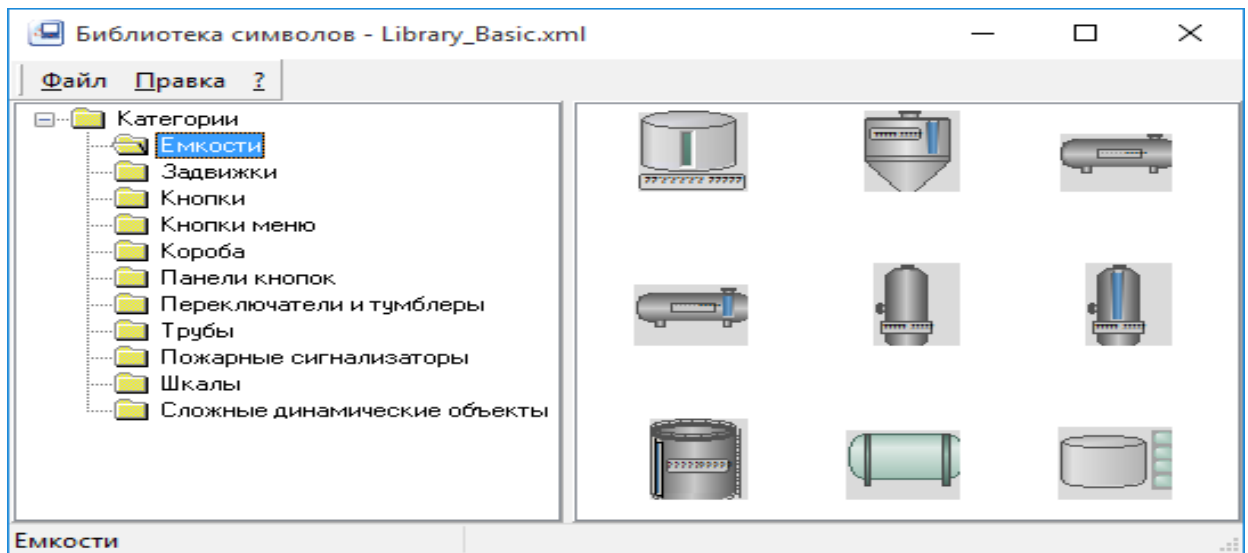 Библиотека символов - Library_Basic.xml
Файл Правка ?
Категории
Емкости
Задвижки
Кнопки
Кнопки меню
Короба
Панели кнопок
Переключатели и тумблеры
Трубы
Пожарные сигнализаторы
Шкалы
Сложные динамические объекты
Емкости